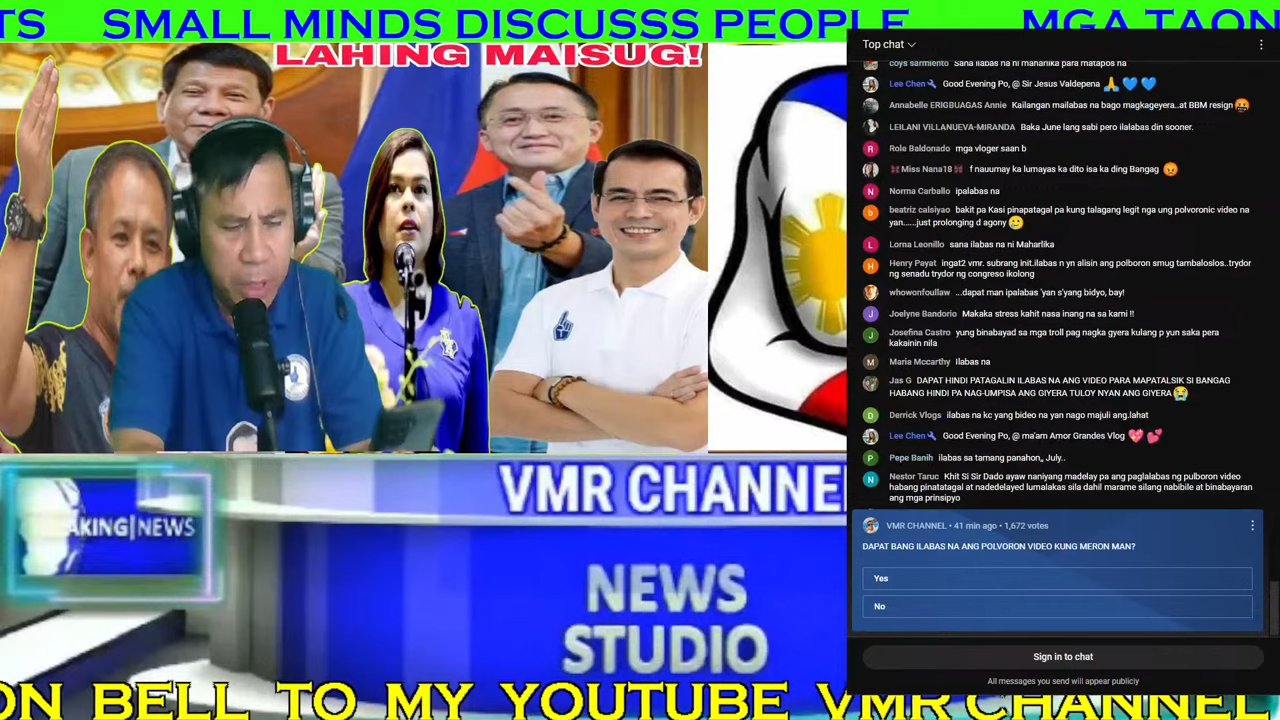 TS SMALL MINDS DISCUSSS PEOPLE MGA TAON
LAHING MAISUG!
VMR CHANNE
AKING|NEWS
NEWS
STUDIO
ON BELL TO MY YOUTUBE VMR CHANNEL
Top chat
coys sarmiento Sana ilabas na ni maharlika para matapos na
Lee Chen Good Evening Po, @ Sir Jesus Valdepena 🙏 💙 💙
Annabelle ERIGBUAGAS Annie Kailangan mailabas na bago magkageyera..at BBM resign 🤬
LEILANI VILLANUEVA-MIRANDA Baka June lang sabi pero ilalabas din sooner.
Role Baldonado mga vloger saan b
🎀Miss Nana18🎀 f nauumay ka lumayas ka dito isa ka ding Bangag 😡
Norma Carballo ipalabas na
beatriz calsiyao bakit pa Kasi pinapatagal pa kung talagang legit nga ung polvoronic video na
yan......just prolonging d agony 🥲
Lorna Leonillo sana ilabas na ni Maharlika
Henry Payat ingat2 vmr. subrang init.ilabas n yn alisin ang polboron smug tambaloslos..trydor
ng senadu trydor ng congreso ikolong
whowonfoullaw ...dapat man ipalabas 'yan s'yang bidyo, bay!
Joelyne Bandorio Makaka stress kahit nasa inang na sa kami !!
Josefina Castro yung binabayad sa mga troll pag nagka gyera kulang p yun saka pera
kakainin nila
Maria Mccarthy Ilabas na
Jas G DAPAT HINDI PATAGALIN ILABAS NA ANG VIDEO PARA MAPATALSIK SI BANGAG
HABANG HINDI PA NAG-UMPISA ANG GIYERA TULOY NYAN ANG GIYERA😭
Derrick Vlogs ilabas na kc yang bideo na yan nago majuli ang.lahat
Lee Chen Good Evening Po, @ ma'am Amor Grandes Vlog 💖 💕
Pepe Banih ilabas sa tamang panahon,, July..
Nestor Taruc Khit Si Sir Dado ayaw naniyang madelay pa ang paglalabas ng pulboron video
habang pinatatagal at nadedelayed lumalakas sila dahil marame silang nabibile at binabayaran
ang mga prinsipyo
VMR CHANNEL • 41 min ago • 1,672 votes
DAPAT BANG ILABAS NA ANG POLVORON VIDEO KUNG MERON MAN?
Yes
No
Sign in to chat
All messages you send will appear publicly